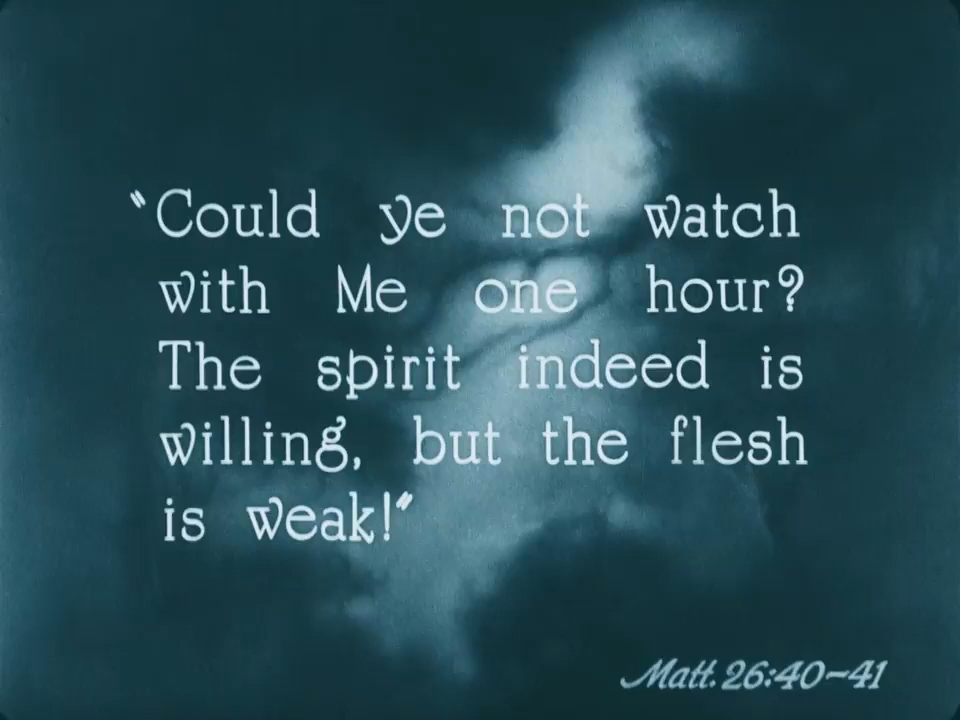 "Could ye not watch
with Me one hour?
The spirit indeed is
willing, but the flesh
is weak!"
Matt. 26:40-41